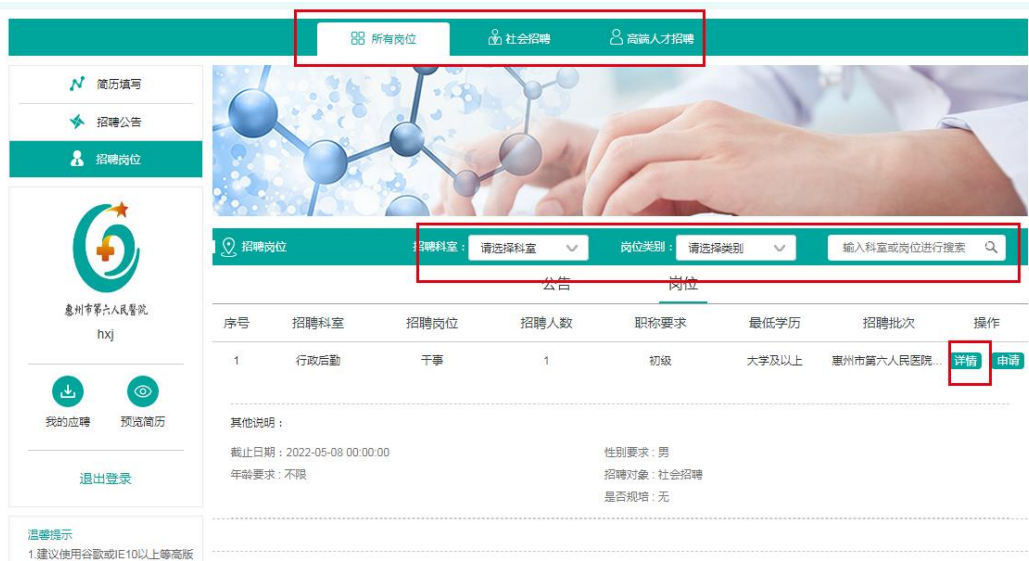 所有岗位 社会招聘 高端人才招聘
简历填写
招聘公告
招聘岗位
惠州市第六人民医院
hxj
我的应聘 预览简历
退出登录
温馨提示
1.建议使用谷歌或IE10以上等高版
招聘岗位 招聘科室： 请选择科室 岗位类别： 请选择类别 输入科室或岗位进行搜索
公告 岗位
序号 招聘科室 招聘岗位 招聘人数 职称要求 最低学历 招聘批次 操作
1 行政后勤 干事 1 初级 大学及以上 惠州市第六人民医院... 详情 申请
其他说明：
截止日期：2022-05-08 00:00:00 性别要求：男
年龄要求：不限 招聘对象：社会招聘
是否规培：无